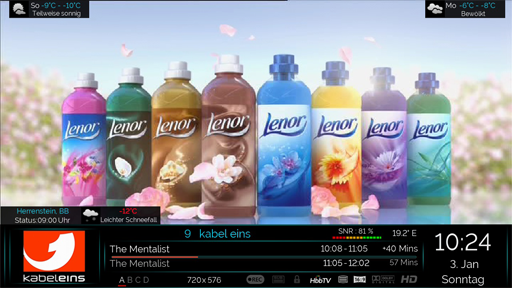 So -9°C - -10°C
Teilweise sonnig
Mo -6°C - -8°C
Bewölkt
Lenor Lenor Lenor Lenor Lenor Lenor Lenor Lenor
Herrenstein, BB
Status:09:00 Uhr
-12°C
Leichter Schneefall
9 kabel eins
SNR : 81 %
19.2° E
The Mentalist 10:08 - 11:05 +40 Mins
The Mentalist 11:05 - 12:02 57 Mins
kabeleins
A B C D
720 x 576
REC
HbbTV
HD
10:24
3. Jan
Sonntag